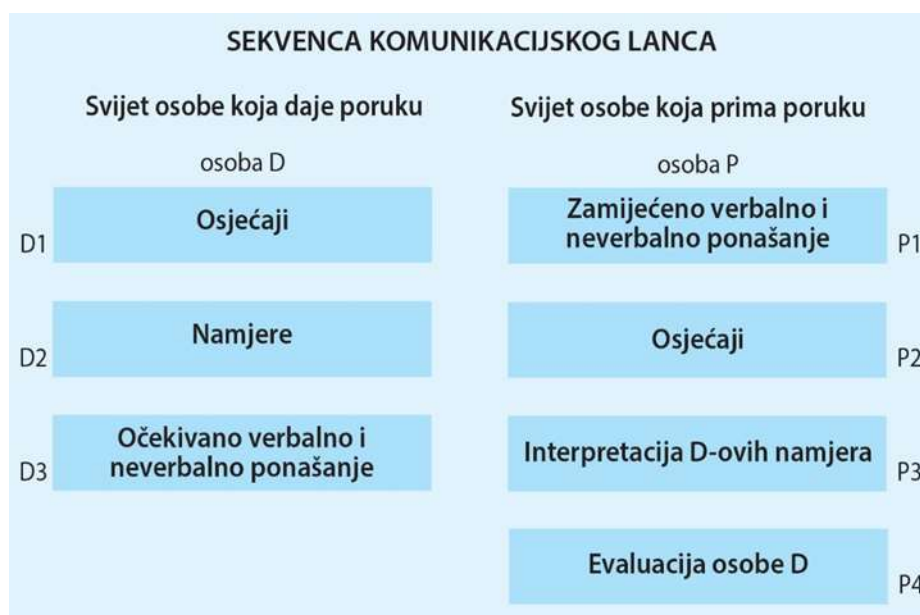 SEKVENCA KOMUNIKACIJSKOG LANCA
Svijet osobe koja daje poruku
osoba D
D1
Osjećaji
D2
Namjere
D3
Očekivano verbalno i
neverbalno ponašanje
Svijet osobe koja prima poruku
osoba P
Zamijećeno verbalno i
neverbalno ponašanje
P1
Osjećaji
P2
Interpretacija D-ovih namjera
P3
Evaluacija osobe D
P4